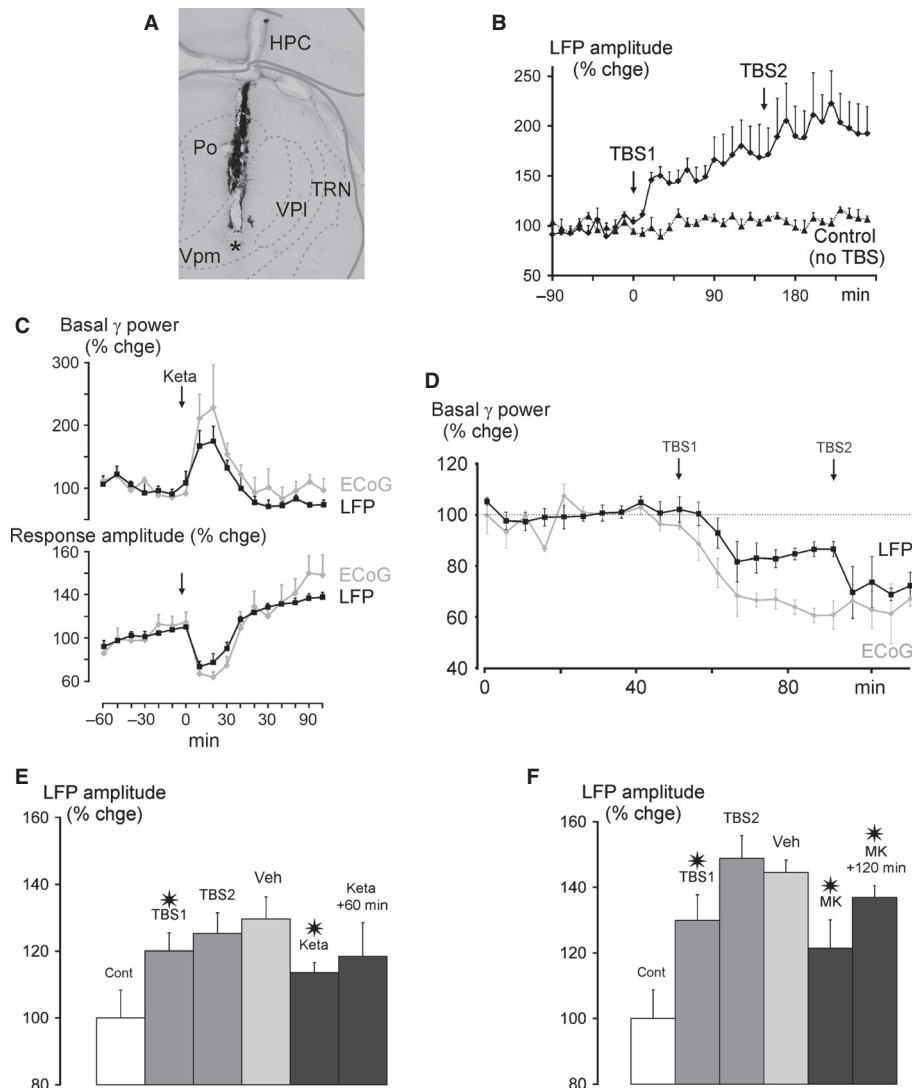 A
HPC
Po
TRN
VPl
Vpm
*
B
LFP amplitude
(% chge)
250
200
150
100
50
TBS1
TBS2
Control
(no TBS)
–90
0
90
180
min
C
Basal γ power
(% chge)
300
200
100
Keta
ECoG
LFP
Response amplitude (% chge)
160
140
100
60
ECoG
LFP
–60
–30
0
30
40
30
90
min
D
Basal γ power
(% chge)
120
100
80
60
40
TBS1
TBS2
LFP
ECoG
0
40
80
min
E
LFP amplitude
(% chge)
160
140
120
100
80
Cont
TBS1
TBS2
Veh
Keta
Keta
+60 min
F
LFP amplitude
(% chge)
160
140
120
100
80
Cont
TBS1
TBS2
Veh
MK
MK
+120 min